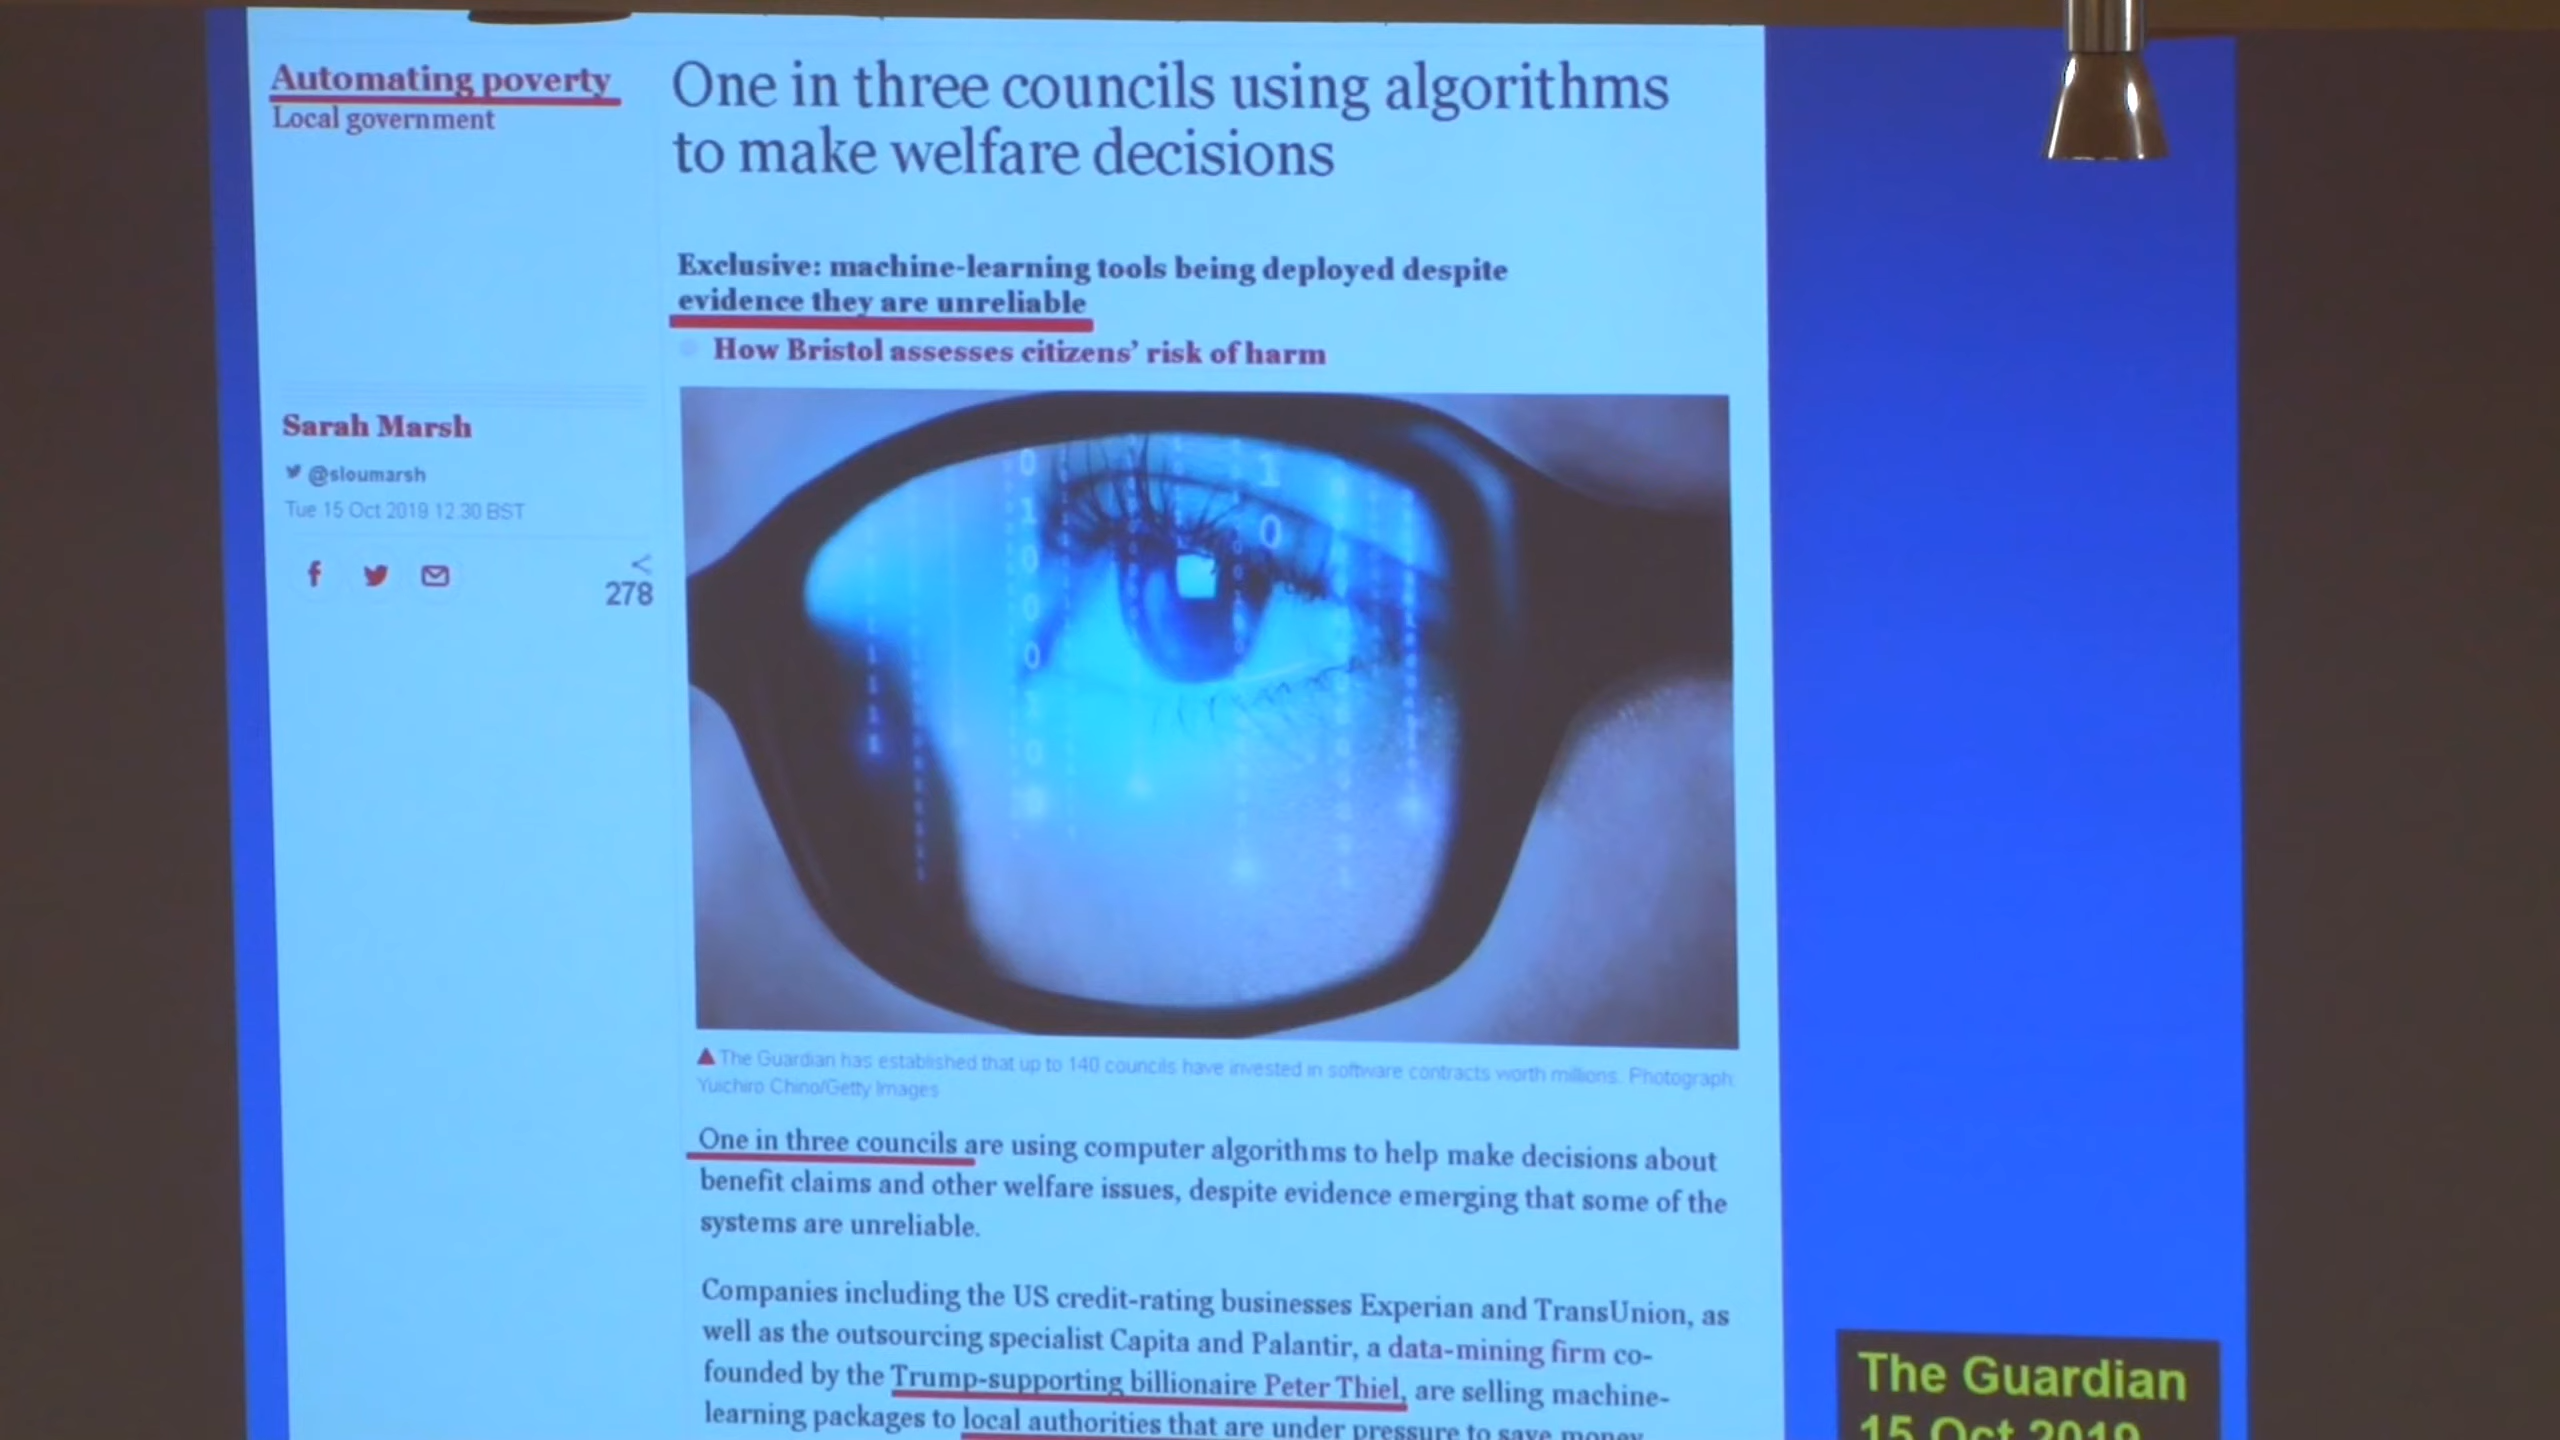 Automating poverty
Local government
One in three councils using algorithms
to make welfare decisions
Exclusive: machine-learning tools being deployed despite
evidence they are unreliable
How Bristol assesses citizens' risk of harm
Sarah Marsh
@sloumarsh
Tue 15 Oct 2019 12.30 BST
278
The Guardian has established that up to 140 councils have invested in software contracts worth millions. Photograph:
Yuichiro Chino/Getty Images
One in three councils are using computer algorithms to help make decisions about
benefit claims and other welfare issues, despite evidence emerging that some of the
systems are unreliable.
Companies including the US credit-rating businesses Experian and TransUnion, as
well as the outsourcing specialist Capita and Palantir, a data-mining firm co-
founded by the Trump-supporting billionaire Peter Thiel, are selling machine-
learning packages to local authorities that are under pressure to save money.
The Guardian
15 Oct 2019